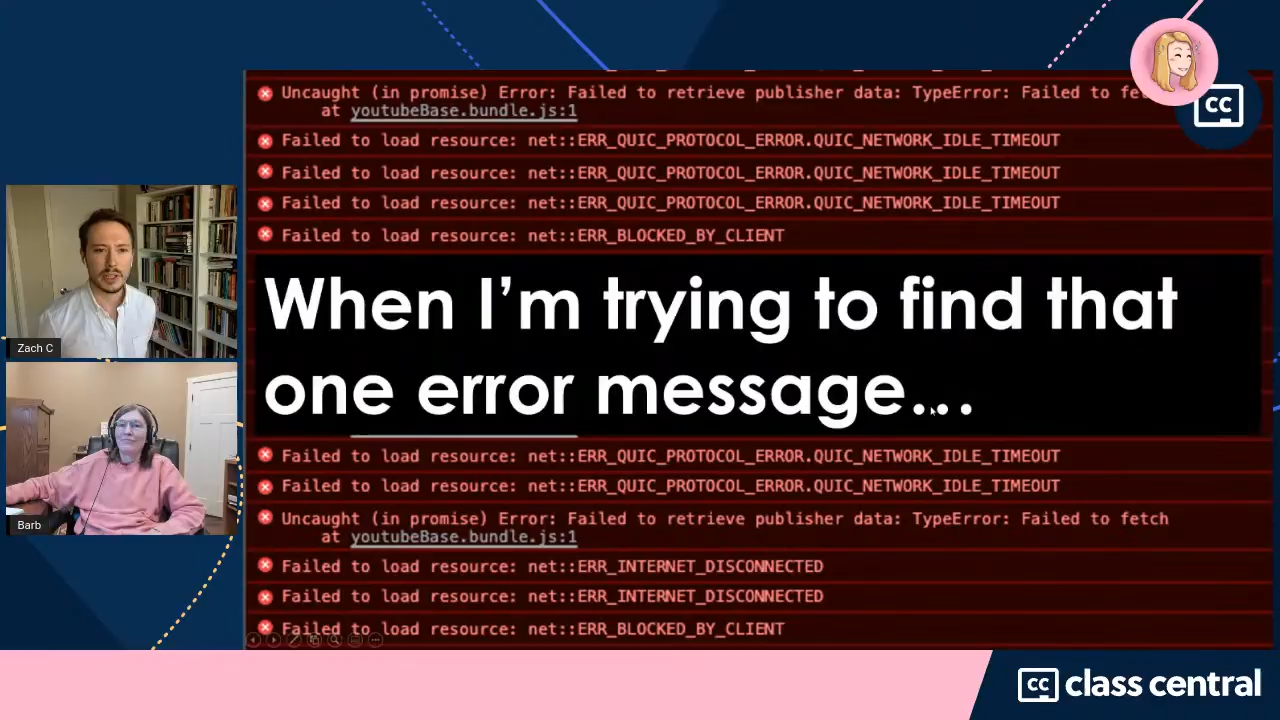 Uncaught (in promise) Error: Failed to retrieve publisher data: TypeError: Failed to
at youtubeBase.bundle.js:1
Failed to load resource: net::ERR_QUIC_PROTOCOL_ERROR.QUIC_NETWORK_IDLE_TIMEOUT
Failed to load resource: net::ERR_QUIC_PROTOCOL_ERROR.QUIC_NETWORK_IDLE_TIMEOUT
Failed to load resource: net::ERR_QUIC_PROTOCOL_ERROR.QUIC_NETWORK_IDLE_TIMEOUT
Failed to load resource: net::ERR_BLOCKED_BY_CLIENT
When I’m trying to find that
one error message...
Failed to load resource: net::ERR_QUIC_PROTOCOL_ERROR.QUIC_NETWORK_IDLE_TIMEOUT
Failed to load resource: net::ERR_QUIC_PROTOCOL_ERROR.QUIC_NETWORK_IDLE_TIMEOUT
Uncaught (in promise) Error: Failed to retrieve publisher data: TypeError: Failed to fetch
at youtubeBase.bundle.js:1
Failed to load resource: net::ERR_INTERNET_DISCONNECTED
Failed to load resource: net::ERR_INTERNET_DISCONNECTED
Failed to load resource: net::ERR_BLOCKED_BY_CLIENT
Zach C
Barb
cc
cc class central